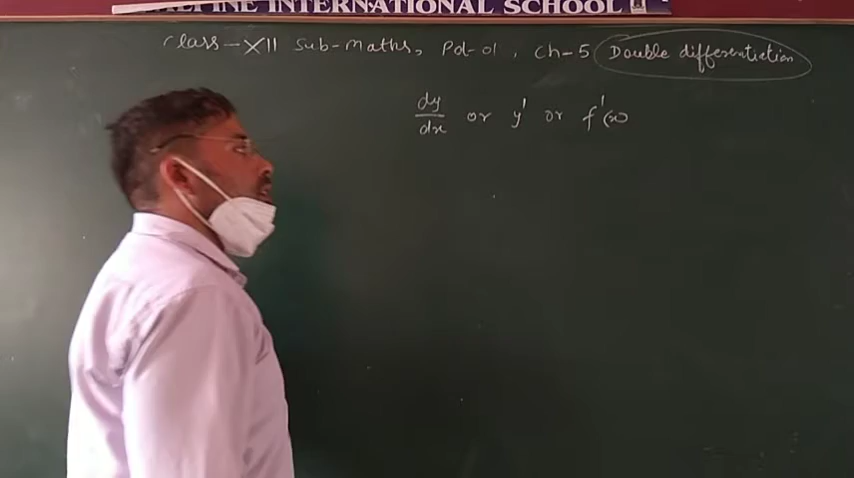 INTERNATIONAL SCHOOL
Class-XII Sub-Maths, Pd-01, Ch-5 Double differentiation
dy/dx or y' or f'(x)